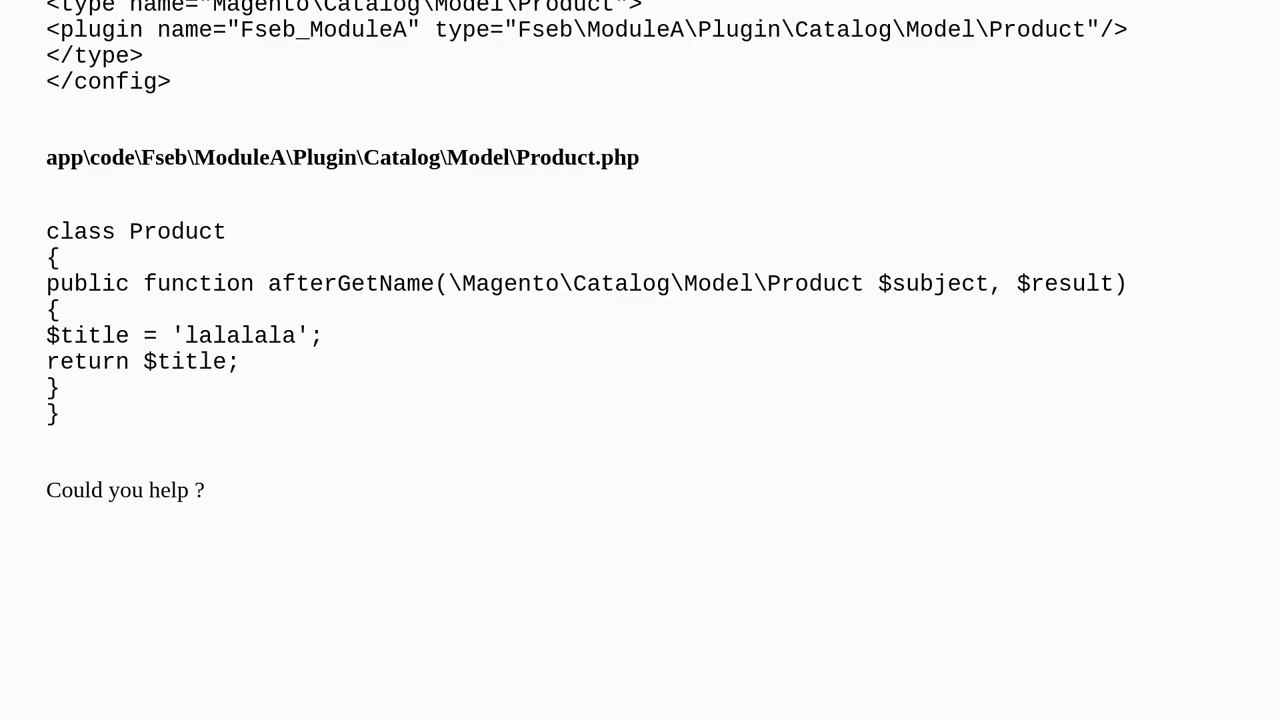 <type name="Magento\Catalog\Model\Product">
<plugin name="Fseb_ModuleA" type="Fseb\ModuleA\Plugin\Catalog\Model\Product"/>
</type>
</config>
app\code\Fseb\ModuleA\Plugin\Catalog\Model\Product.php
class Product
{
public function afterGetName(\Magento\Catalog\Model\Product $subject, $result)
{
$title = 'lalalala';
return $title;
}
}
Could you help ?